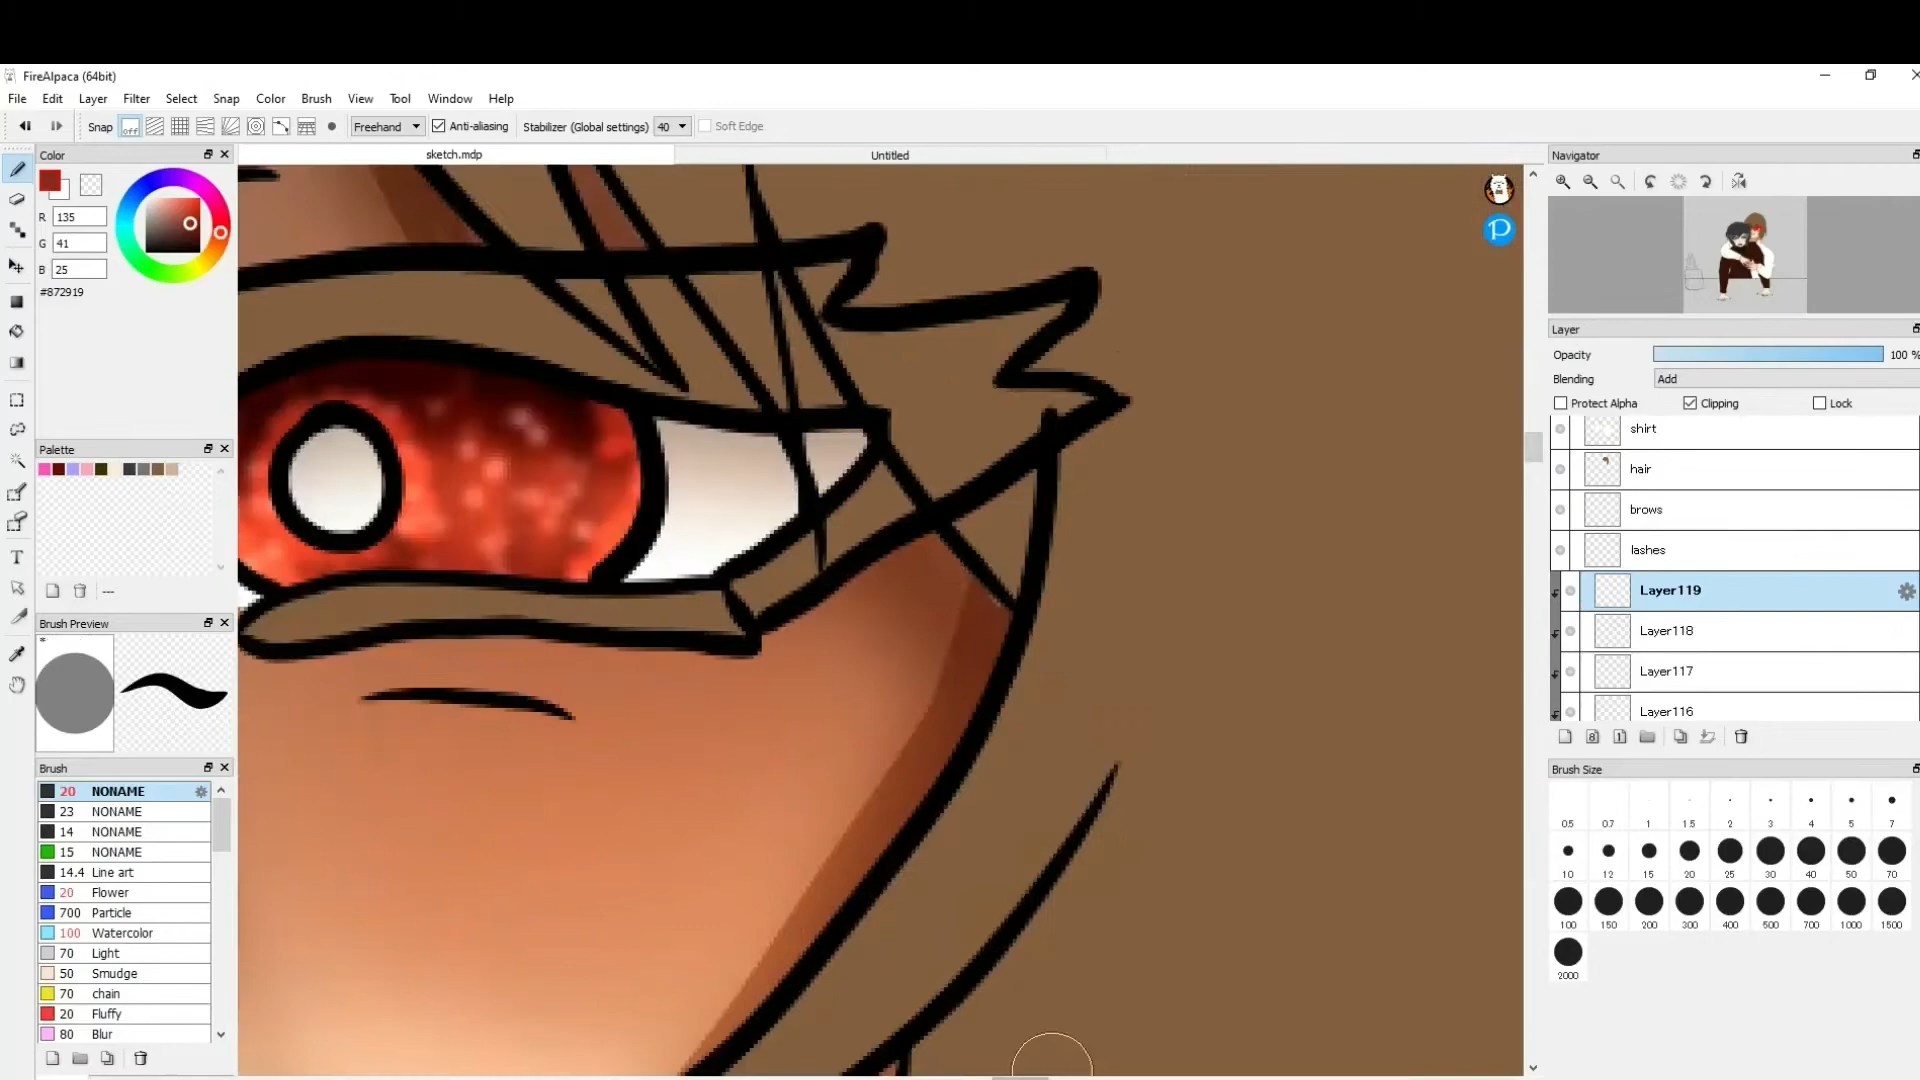 FireAlpaca (64bit)
File Edit Layer Filter Select Snap Color Brush View Tool Window Help
Snap off Freehand Anti-aliasing Stabilizer (Global settings) 40 Soft Edge
Color
sketch.mdp
Untitled
Navigator
R 135
G 41
B 25
#872919
P
Layer
Opacity 100 %
Blending Add
Protect Alpha Clipping Lock
shirt
hair
brows
lashes
Layer119
Layer118
Layer117
Layer116
Palette
---
Brush Preview
*
Brush
20 NONAME
23 NONAME
14 NONAME
15 NONAME
14.4 Line art
20 Flower
700 Particle
100 Watercolor
70 Light
50 Smudge
70 chain
20 Fluffy
80 Blur
Brush Size
0.5 0.7 1 1.5 2 3 4 5 7
10 12 15 20 25 30 40 50 70
100 150 200 300 400 500 700 1000 1500
2000